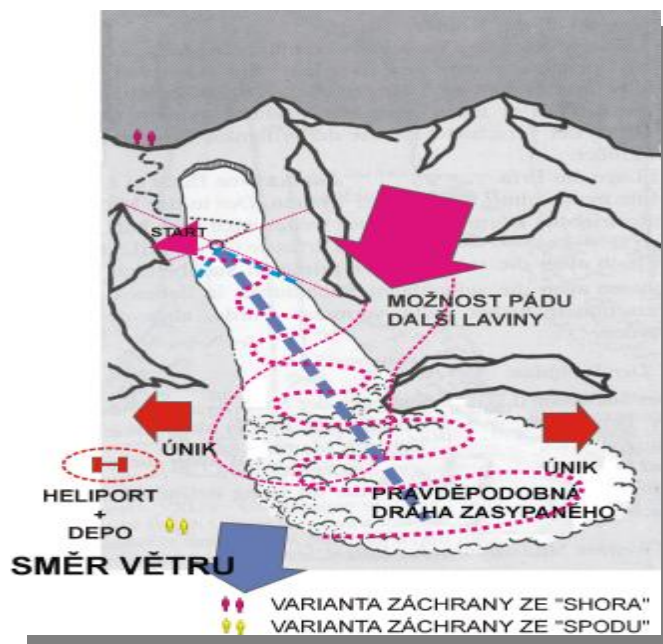 START
MOŽNOST PÁDU
DALŠÍ LAVINY
ÚNIK
ÚNIK
HELIPORT
+
DEPO
PRAVDĚPODOBNÁ
DRÁHA ZASYPANÉHO
SMĚR VĚTRU
VARIANTA ZÁCHRANY ZE "SHORA"
VARIANTA ZÁCHRANY ZE "SPODU"